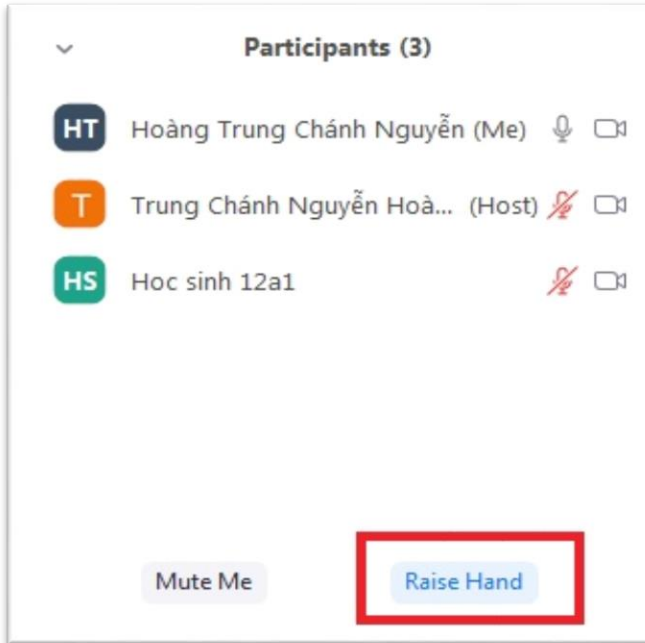 Participants (3)
HT Hoàng Trung Chánh Nguyễn (Me)
T Trung Chánh Nguyễn Hoà... (Host)
HS Hoc sinh 12a1
Mute Me Raise Hand